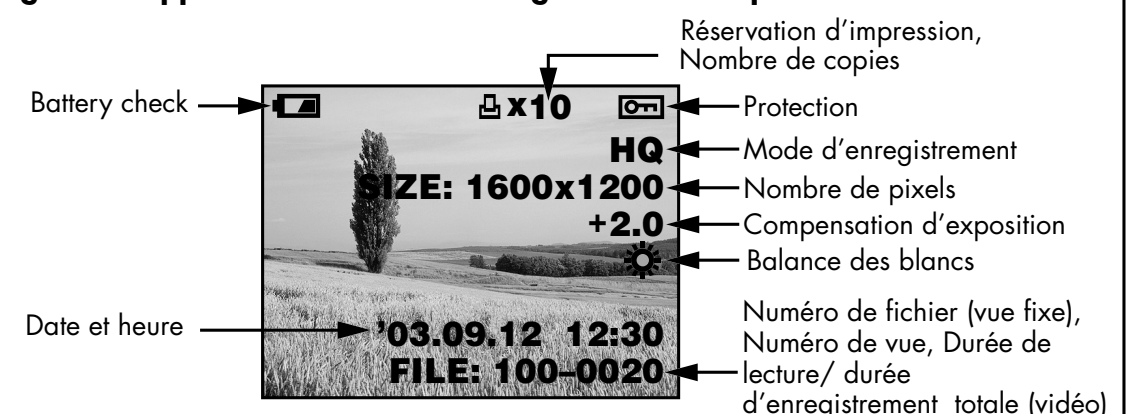 Réservation d'impression,
Nombre de copies
Battery check
x10
Protection
HQ
Mode d'enregistrement
SIZE: 1600x1200
Nombre de pixels
+2.0
Compensation d'exposition
Balance des blancs
Date et heure
'03.09.12 12:30
FILE: 100–0020
Numéro de fichier (vue fixe),
Numéro de vue, Durée de
lecture/ durée
d'enregistrement totale (vidéo)